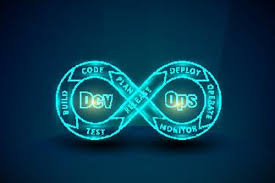 CODE
PLAN
BUILD
Dev
TEST
RELEASE
DEPLOY
Ops
OPERATE
MONITOR